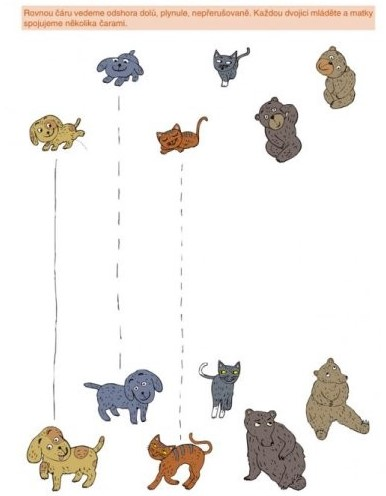 Rovnou čáru vedeme odshora dolů, plynule, nepřerušovaně. Každou dvojici mláděte a matky
spojujeme několika čarami.